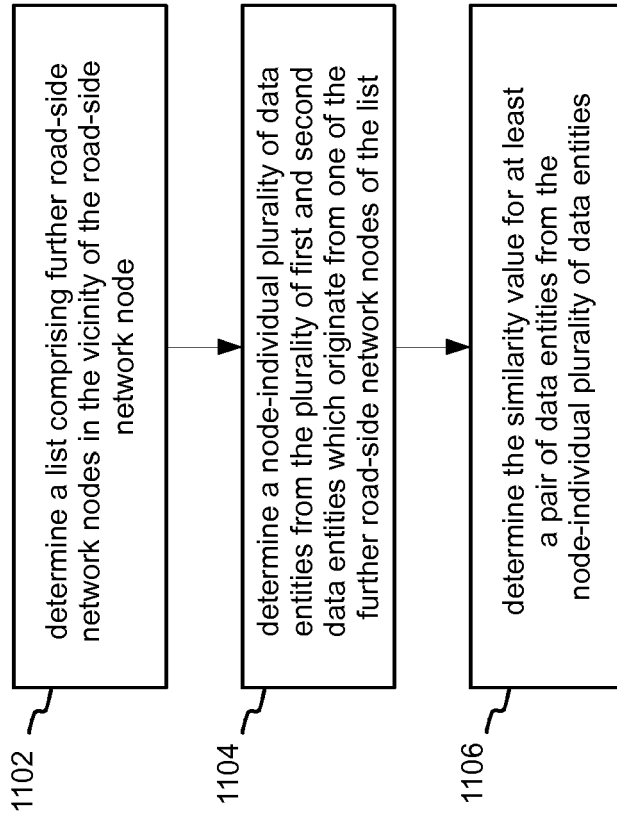 1102
determine a list comprising further road-side
network nodes in the vicinity of the road-side
network node
1104
determine a node-individual plurality of data
entities from the plurality of first and second
data entities which originate from one of the
further road-side network nodes of the list
1106
determine the similarity value for at least
a pair of data entities from the
node-individual plurality of data entities